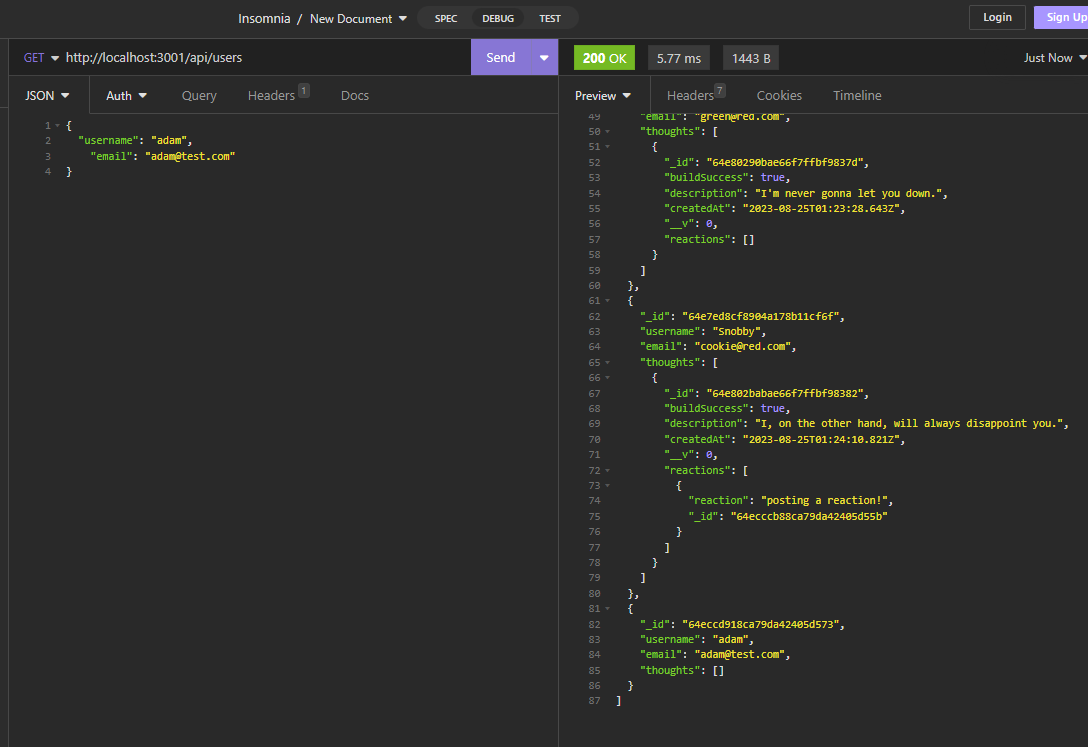 Insomnia / New Document SPEC DEBUG TEST Login Sign Up
GET http://localhost:3001/api/users Send 200 OK 5.77 ms 1443 B Just Now
JSON Auth Query Headers 1 Docs Preview Headers 7 Cookies Timeline
1 {
2 "username": "adam",
3 "email": "adam@test.com"
4 }
49 "email": "green@red.com",
50 "thoughts": [
51 {
52 "_id": "64e80290bae66f7ffbf9837d",
53 "buildSuccess": true,
54 "description": "I'm never gonna let you down.",
55 "createdAt": "2023-08-25T01:23:28.643Z",
56 "__v": 0,
57 "reactions": []
58 }
59 ]
60 },
61 {
62 "_id": "64e7ed8cf8904a178b11cf6f",
63 "username": "Snobby",
64 "email": "cookie@red.com",
65 "thoughts": [
66 {
67 "_id": "64e802babae66f7ffbf98382",
68 "buildSuccess": true,
69 "description": "I, on the other hand, will always disappoint you.",
70 "createdAt": "2023-08-25T01:24:10.821Z",
71 "__v": 0,
72 "reactions": [
73 {
74 "reaction": "posting a reaction!",
75 "_id": "64ecccb88ca79da42405d55b"
76 }
77 ]
78 }
79 ]
80 },
81 {
82 "_id": "64eccd918ca79da42405d573",
83 "username": "adam",
84 "email": "adam@test.com",
85 "thoughts": []
86 }
87 ]